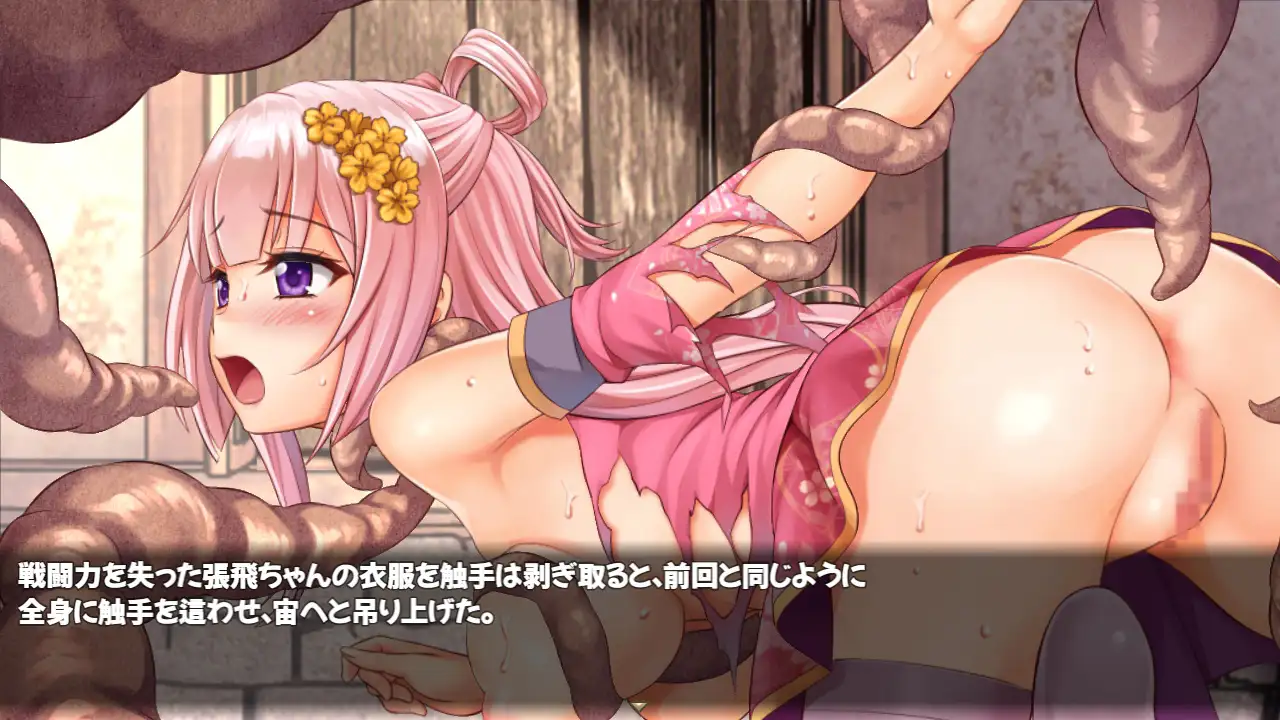 戦闘力を失った張飛ちゃんの衣服を触手は剥ぎ取ると、前回と同じように
全身に触手を這わせ、宙へと吊り上げた。